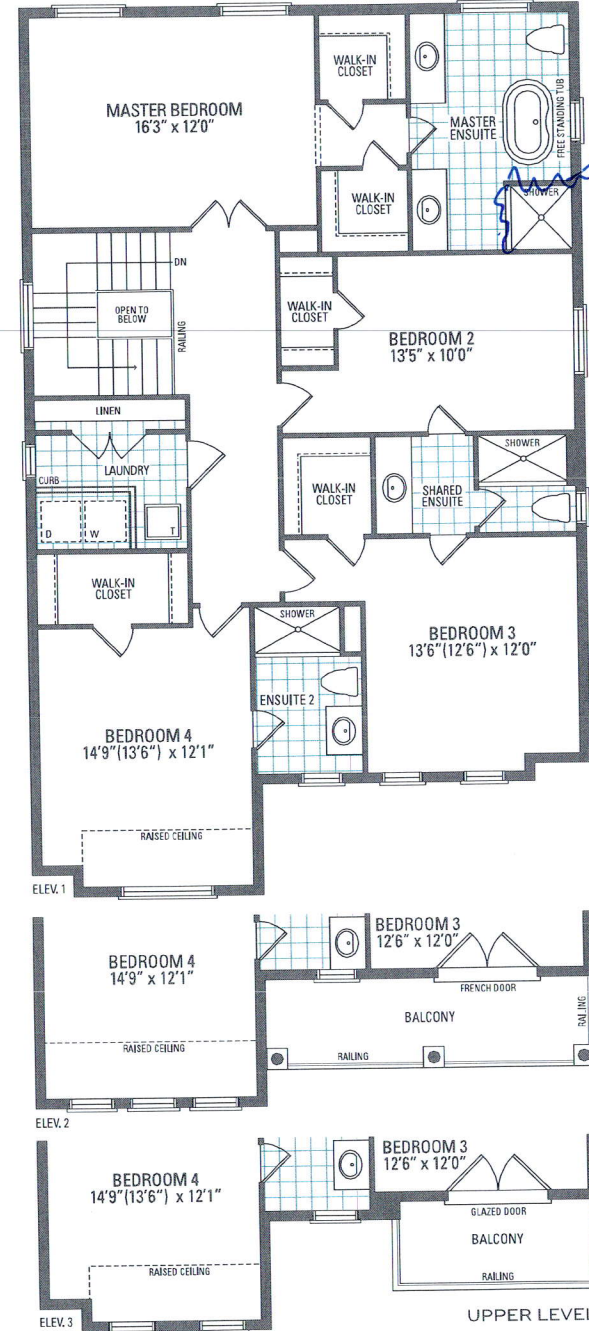 WALK-IN
CLOSET
MASTER BEDROOM
16'3" x 12'0"
MASTER
ENSUITE
FREE STANDING TUB
WALK-IN
CLOSET
SHOWER
DN
OPEN TO
BELOW
RAILING
WALK-IN
CLOSET
BEDROOM 2
13'5" x 10'0"
LINEN
LAUNDRY
CURB
D
W
T
SHOWER
WALK-IN
CLOSET
SHARED
ENSUITE
WALK-IN
CLOSET
SHOWER
BEDROOM 3
13'6"(12'6") x 12'0"
ENSUITE 2
BEDROOM 4
14'9"(13'6") x 12'1"
RAISED CEILING
ELEV. 1
BEDROOM 3
12'6" x 12'0"
BEDROOM 4
14'9" x 12'1"
FRENCH DOOR
BALCONY
RAILING
RAISED CEILING
RAILING
ELEV. 2
BEDROOM 3
12'6" x 12'0"
BEDROOM 4
14'9"(13'6") x 12'1"
GLAZED DOOR
BALCONY
RAISED CEILING
RAILING
ELEV. 3
UPPER LEVEL